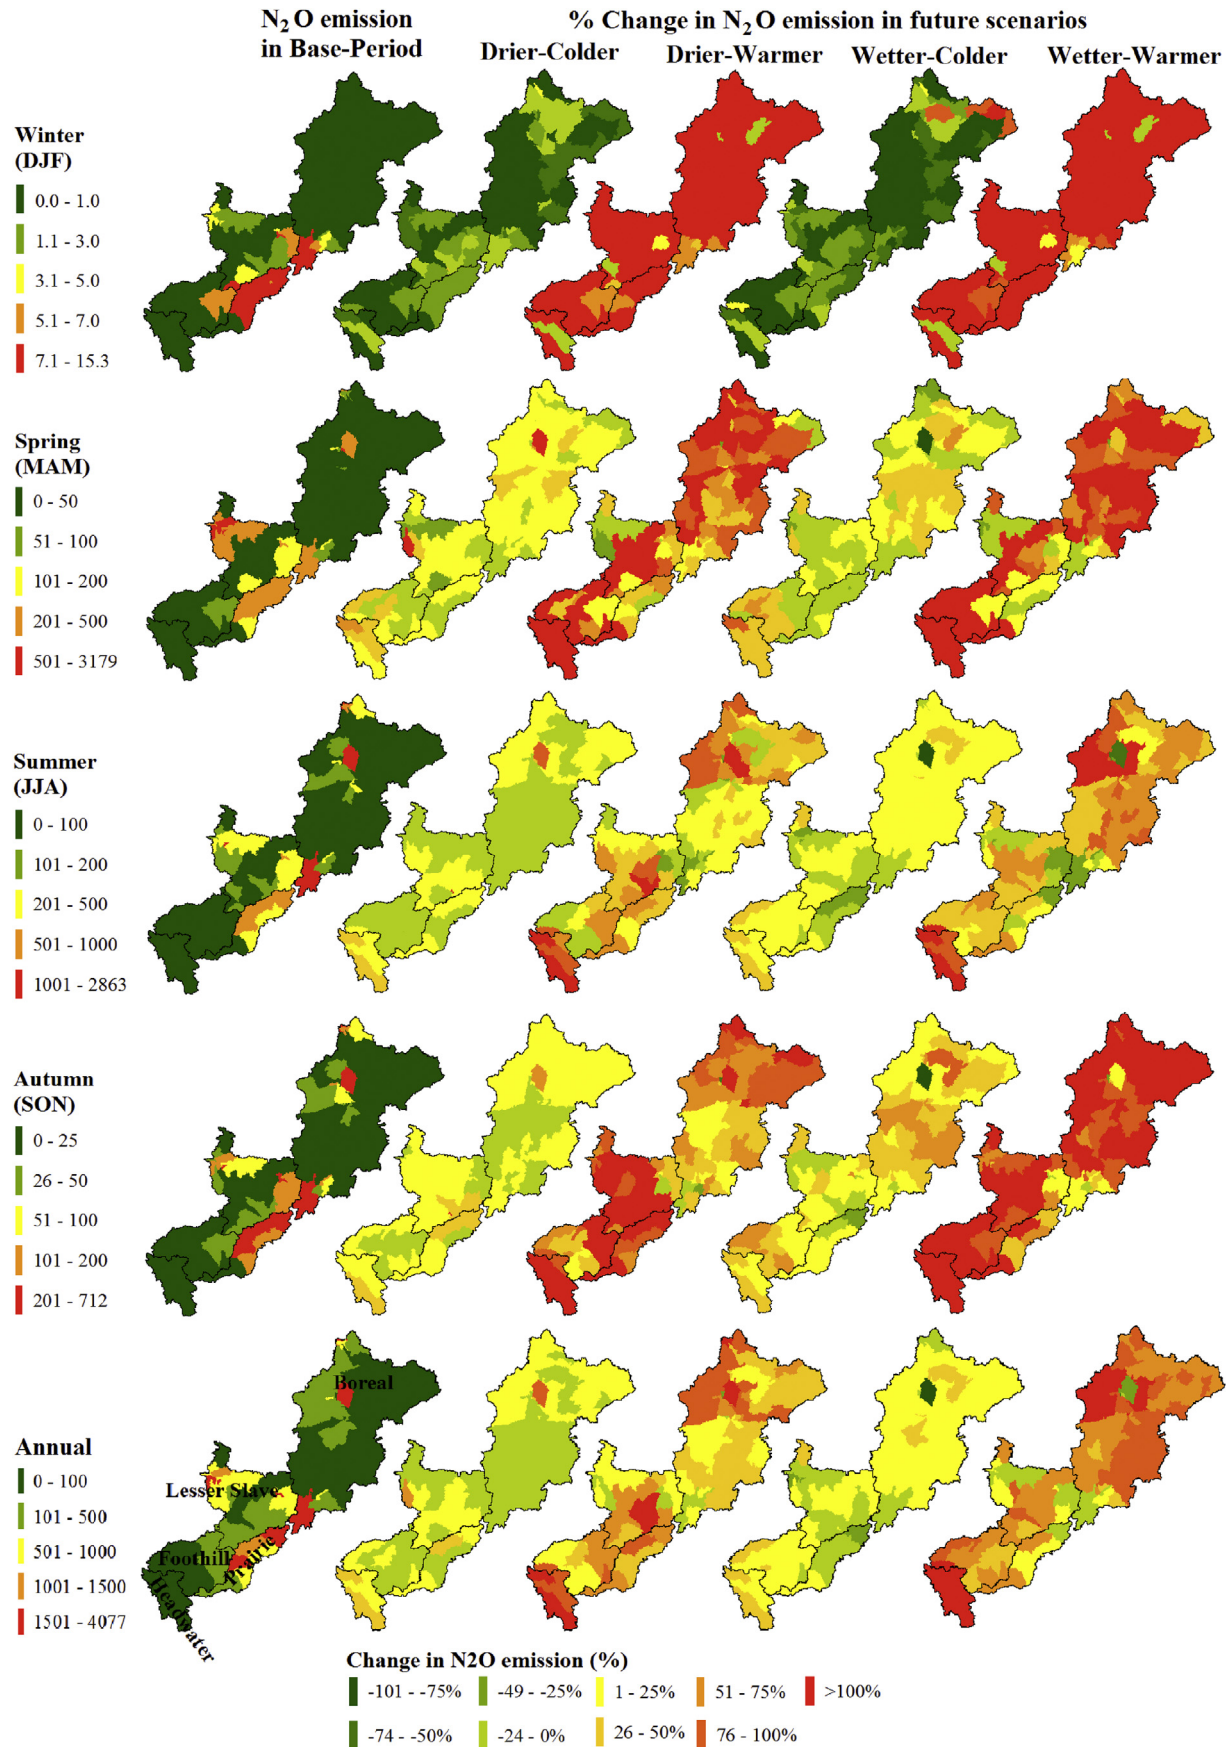 N₂O emission
in Base-Period
% Change in N₂O emission in future scenarios
Drier-Colder
Drier-Warmer
Wetter-Colder
Wetter-Warmer
Winter
(DJF)
0.0 - 1.0
1.1 - 3.0
3.1 - 5.0
5.1 - 7.0
7.1 - 15.3
Spring
(MAM)
0 - 50
51 - 100
101 - 200
201 - 500
501 - 3179
Summer
(JJA)
0 - 100
101 - 200
201 - 500
501 - 1000
1001 - 2863
Autumn
(SON)
0 - 25
26 - 50
51 - 100
101 - 200
201 - 712
Annual
0 - 100
101 - 500
501 - 1000
1001 - 1500
1501 - 4077
Boreal
Lesser Slave
Foothill
Prairie
Headwater
Change in N2O emission (%)
-101 - -75%
-49 - -25%
1 - 25%
51 - 75%
>100%
-74 - -50%
-24 - 0%
26 - 50%
76 - 100%